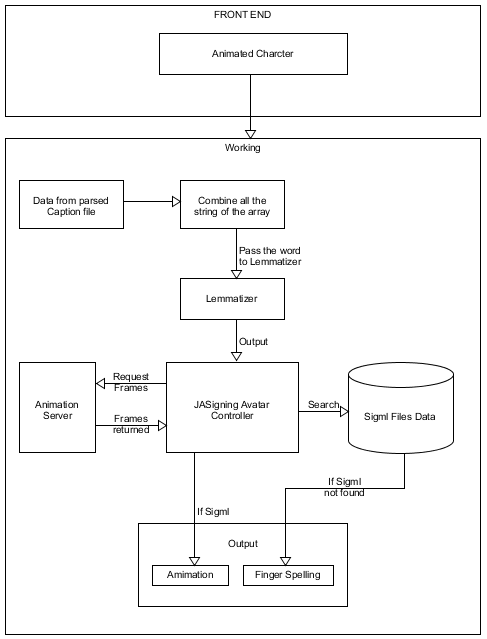 FRONT END
Animated Charcter
Working
Data from parsed
Caption file
Combine all the
string of the array
Pass the word
to Lemmatizer
Lemmatizer
Output
Request
Frames
Animation
Server
Frames
returned
JASigning Avatar
Controller
Search
Sigml Files Data
If Sigml
not found
If Sigml
Output
Amimation
Finger Spelling